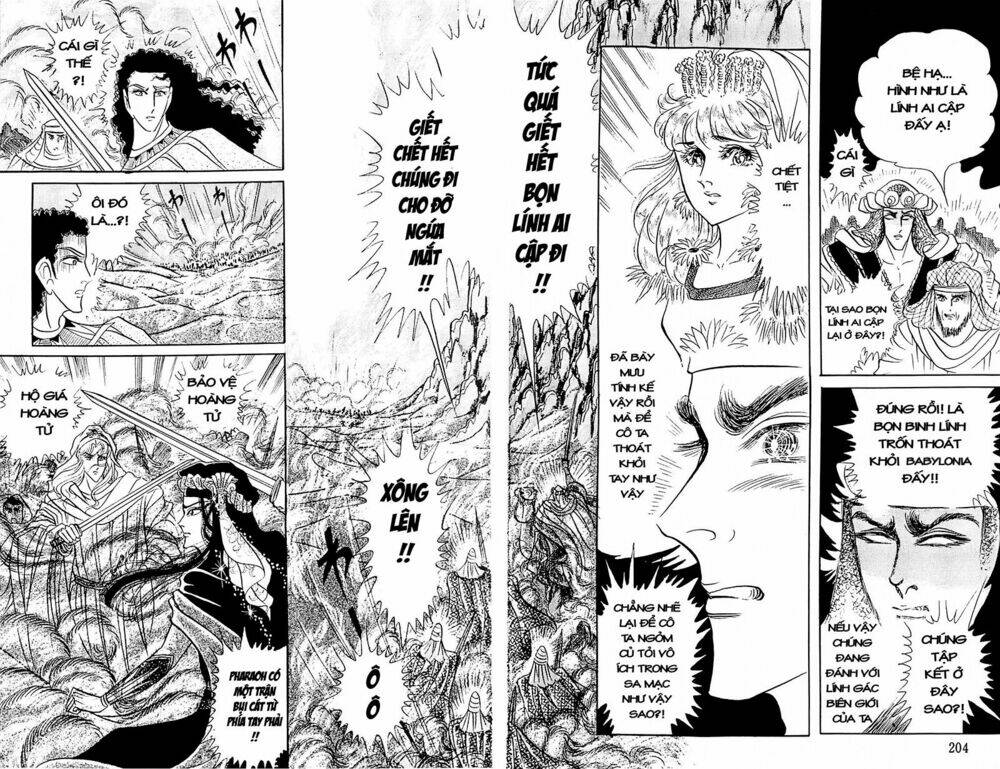 BỆ HẠ...
HÌNH NHƯ LÀ
LÍNH AI CẬP
ĐẤY Ạ!
CÁI
GÌ
TẠI SAO BỌN
LÍNH AI CẬP
LẠI Ở ĐÂY?!
ĐÚNG RỒI! LÀ
BỌN BINH LÍNH
TRỐN THOÁT
KHỎI BABYLONIA
ĐẤY!!
CHÚNG
TẬP
KẾT Ở
ĐÂY
SAO?!
NẾU VẬY
CHÚNG
ĐANG
ĐÁNH VỚI
LÍNH GÁC
BIÊN GIỚI
CỦA TA
204
CHẾT
TIỆT
...
ĐÃ BÀY
MƯU
TÍNH KẾ
VẬY RỒI
MÀ ĐỂ
CÔ TA
THOÁT
KHỎI
TAY NHƯ
VẬY
CHẲNG NHẼ
LẠI ĐỂ CÔ
TA NGỎM
CỦ TỎI VÔ
ÍCH TRONG
SA MẠC
NHƯ VẬY
SAO?!
TỨC
QUÁ
GIẾT
HẾT
BỌN
LÍNH AI
CẬP ĐI
!!
GIẾT
CHẾT HẾT
CHÚNG ĐI
CHO ĐỠ
NGỨA
MẮT
!!
XÔNG
LÊN
!!
わ
Ô
Ô
わわ
CÁI GÌ
THẾ
?!
わわ
ÔI ĐÓ
LÀ...?!
BẢO VỆ
HOÀNG
TỬ
HỘ GIÁ
HOÀNG
TỬ
PHARAOH CÓ
MỘT TRẬN
BỤI CÁT TỪ
PHÍA TAY PHẢI
!!